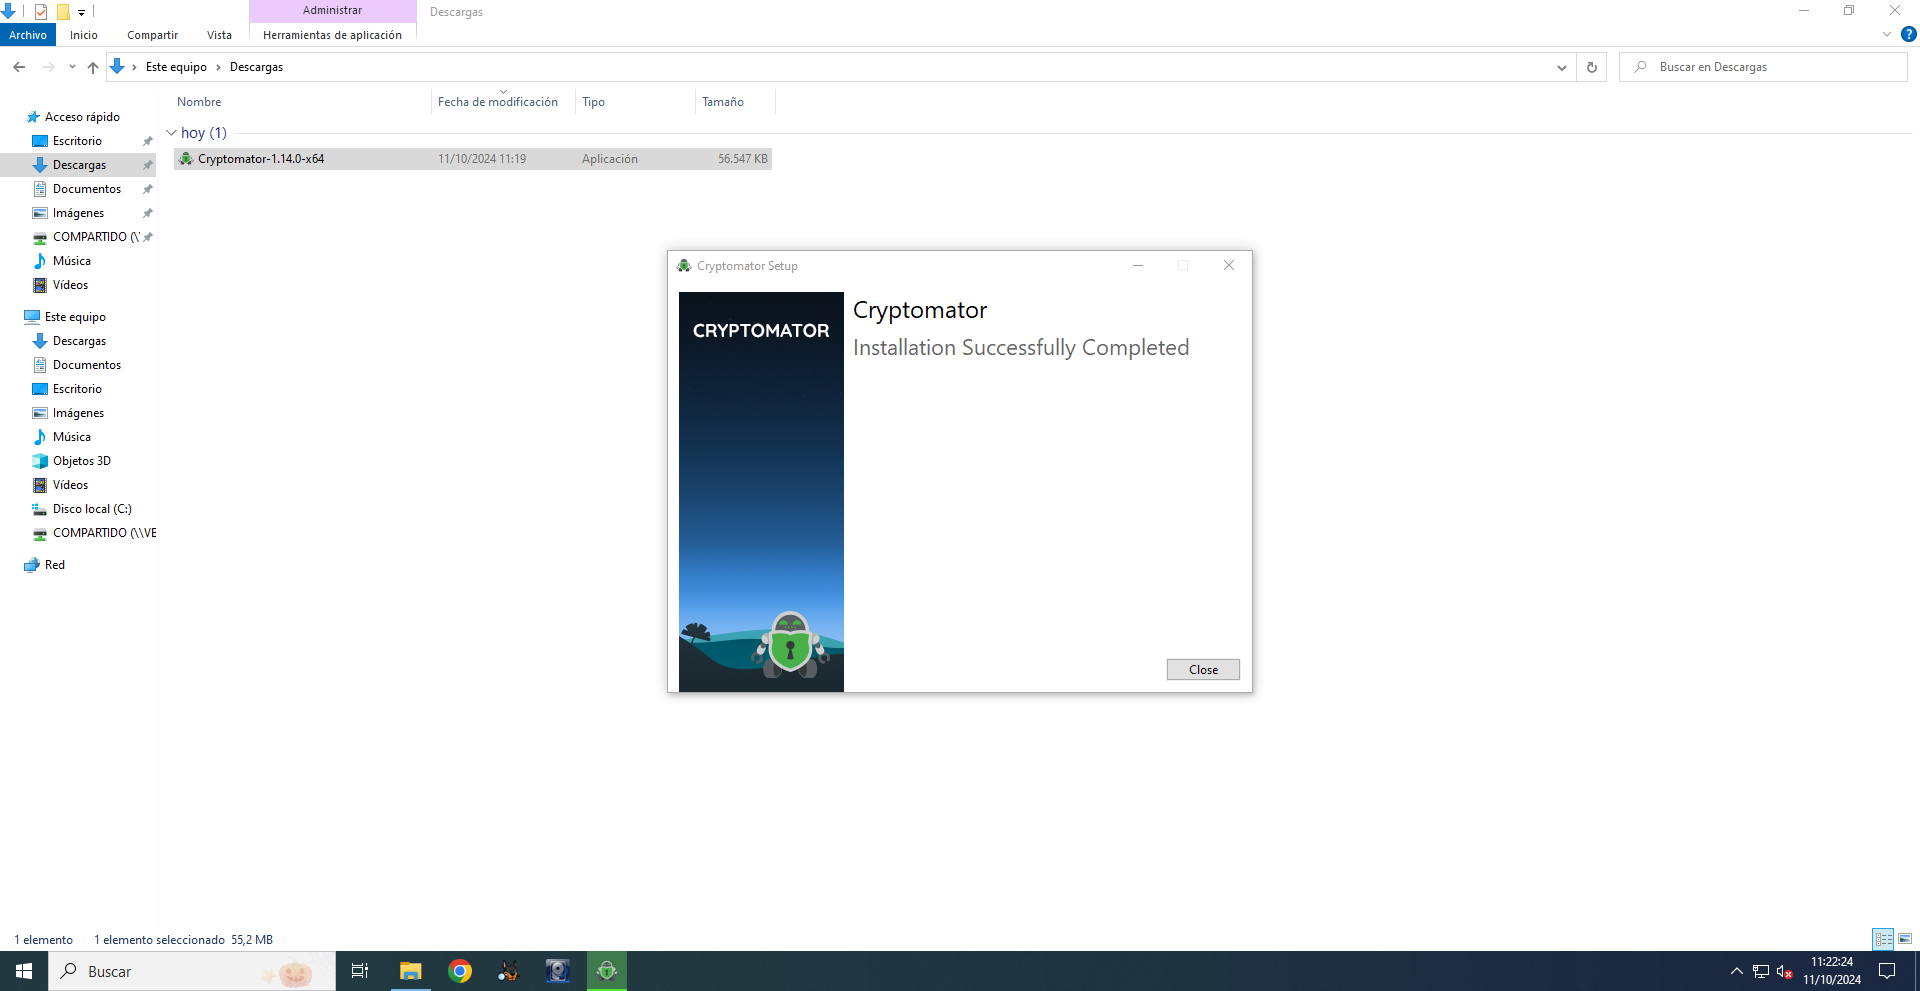 Administrar
Descargas
Archivo
Inicio
Compartir
Vista
Herramientas de aplicación
Este equipo
Descargas
Buscar en Descargas
Nombre
Fecha de modificación
Tipo
Tamaño
hoy (1)
Cryptomator-1.14.0-x64
11/10/2024 11:19
Aplicación
56.547 KB
Acceso rápido
Escritorio
Descargas
Documentos
Imágenes
COMPARTIDO (\'
Música
Vídeos
Este equipo
Descargas
Documentos
Escritorio
Imágenes
Música
Objetos 3D
Vídeos
Disco local (C:)
COMPARTIDO (\\VE
Red
Cryptomator Setup
CRYPTOMATOR
Cryptomator
Installation Successfully Completed
Close
1 elemento
1 elemento seleccionado 55,2 MB
Buscar
11:22:24
11/10/2024